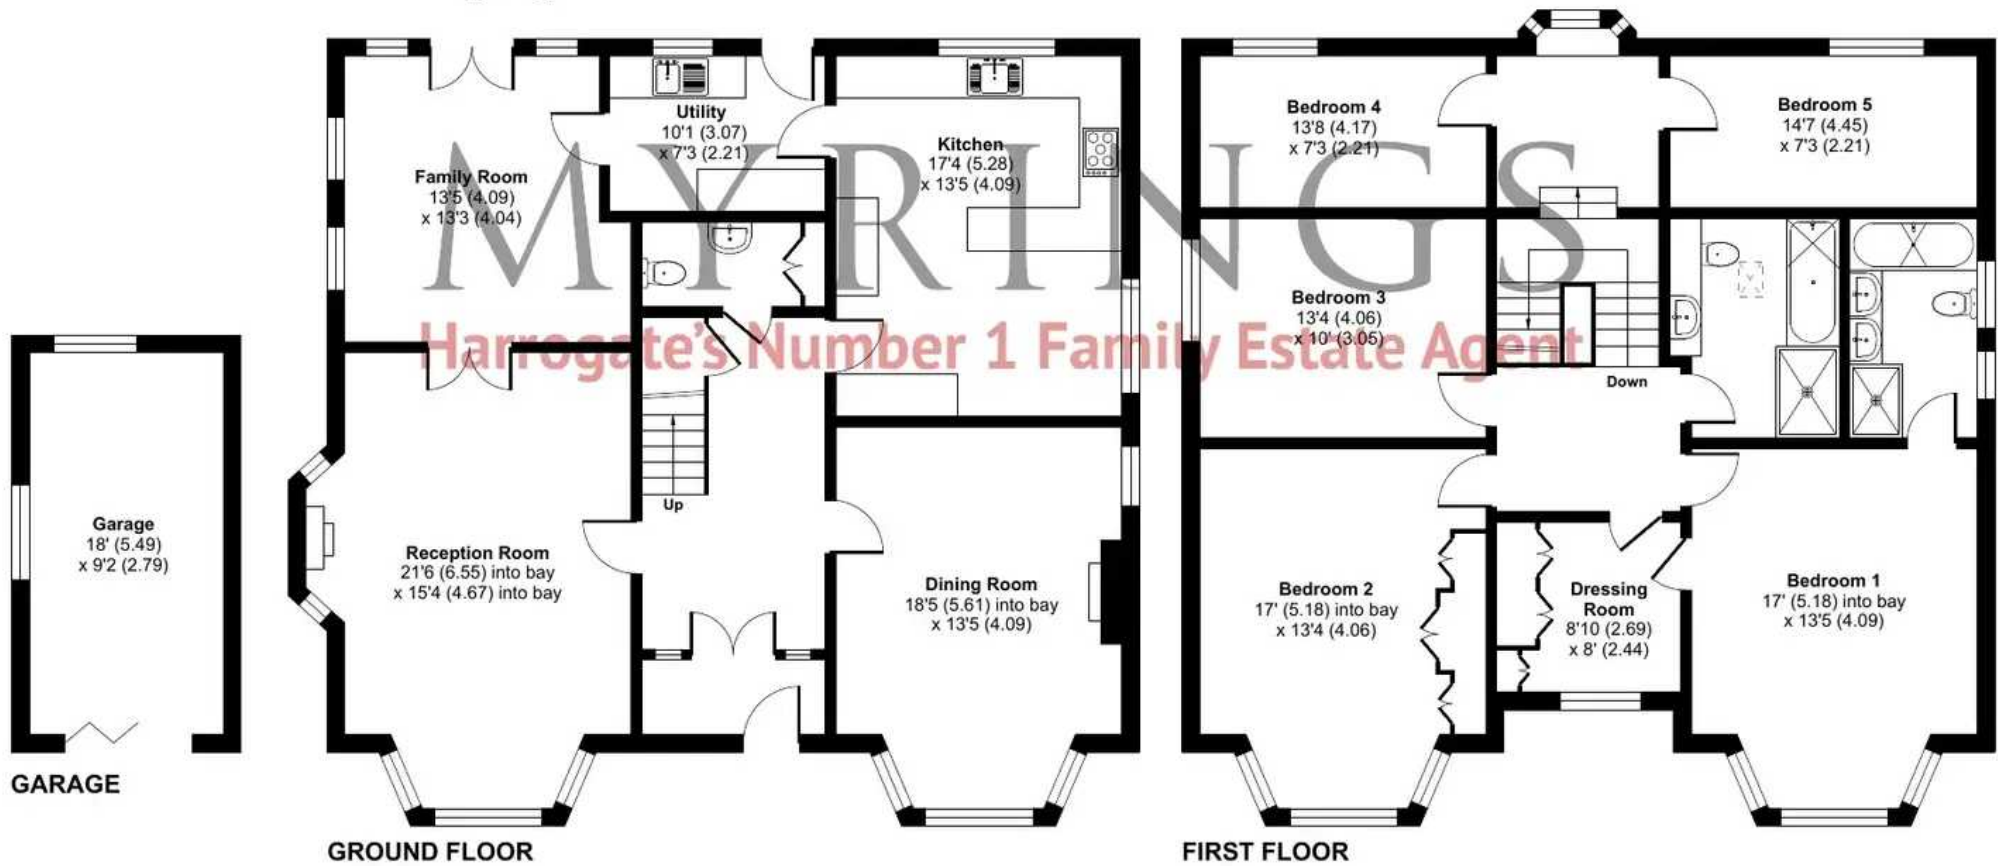 Utility
10'1 (3.07)
x 7'3 (2.21)
Kitchen
17'4 (5.28)
x 13'5 (4.09)
Family Room
13'5 (4.09)
x 13'3 (4.04)
Bedroom 4
13'8 (4.17)
x 7'3 (2.21)
Bedroom 5
14'7 (4.45)
x 7'3 (2.21)
MYRINGS
Harrogate's Number 1 Family Estate Agent
Bedroom 3
13'4 (4.06)
x 10' (3.05)
Down
Up
Garage
18' (5.49)
x 9'2 (2.79)
Reception Room
21'6 (6.55) into bay
x 15'4 (4.67) into bay
Dining Room
18'5 (5.61) into bay
x 13'5 (4.09)
Bedroom 2
17' (5.18) into bay
x 13'4 (4.06)
Dressing
Room
8'10 (2.69)
x 8' (2.44)
Bedroom 1
17' (5.18) into bay
x 13'5 (4.09)
GARAGE
GROUND FLOOR
FIRST FLOOR